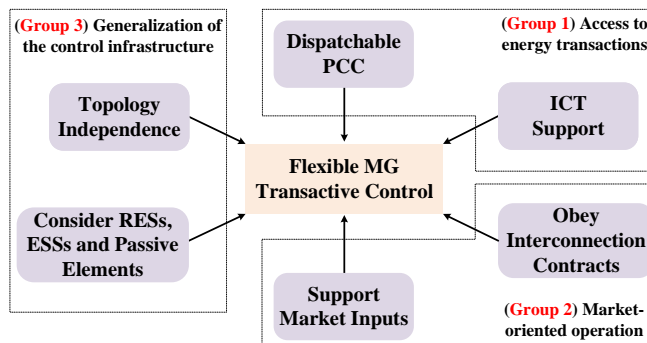 (Group 3) Generalization of
the control infrastructure
Dispatchable
PCC
(Group 1) Access to
energy transactions
Topology
Independence
ICT
Support
Flexible MG
Transactive Control
Consider RESs,
ESSs and Passive
Elements
Obey
Interconnection
Contracts
Support
Market Inputs
(Group 2) Market-
oriented operation